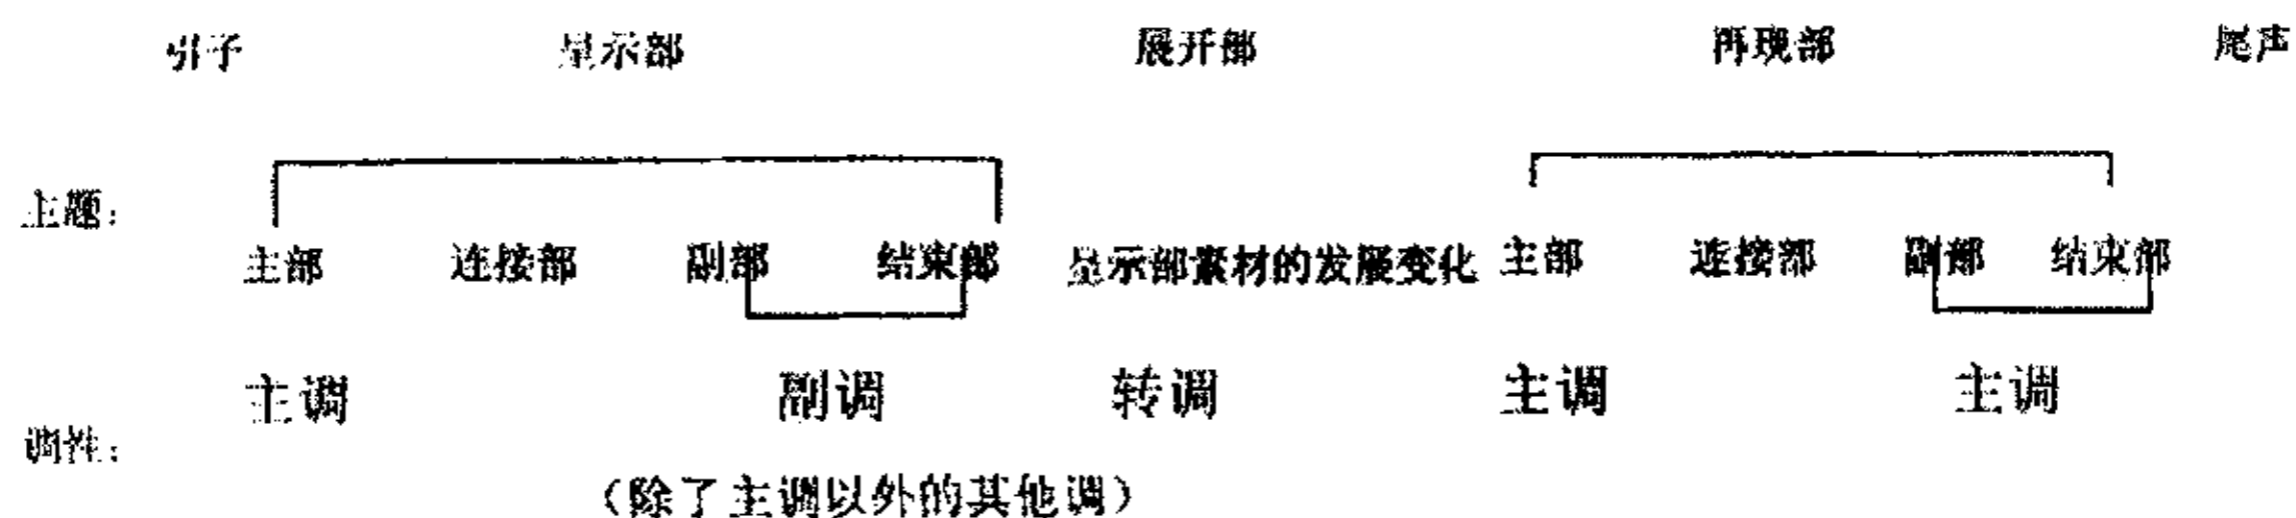 引子 显示部 展开部 再现部 尾声
主题:
主部 连接部 副部 结束部 显示部素材的发展变化 主部 连接部 副部 结束部
主调 副调 转调 主调 主调
调性:
(除了主调以外的其他调)